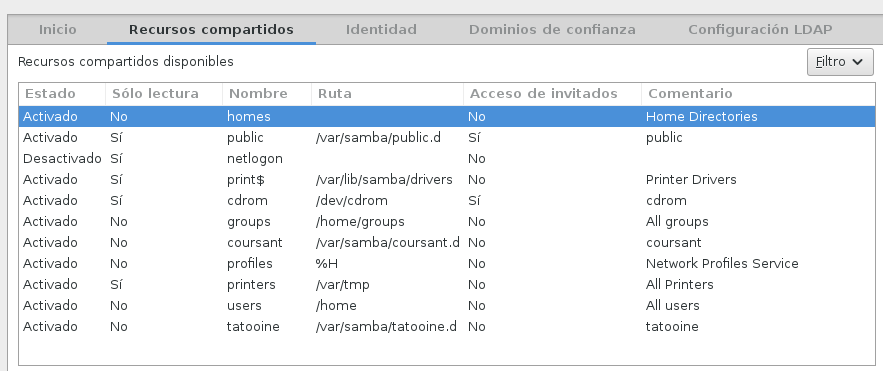 Inicio Recursos compartidos Identidad Dominios de confianza Configuración LDAP
Recursos compartidos disponibles Filtro
Estado Sólo lectura Nombre Ruta Acceso de invitados Comentario
Activado No homes No Home Directories
Activado Sí public /var/samba/public.d Sí public
Desactivado Sí netlogon No
Activado Sí print$ /var/lib/samba/drivers No Printer Drivers
Activado Sí cdrom /dev/cdrom Sí cdrom
Activado No groups /home/groups No All groups
Activado No coursant /var/samba/coursant.d No coursant
Activado No profiles %H No Network Profiles Service
Activado Sí printers /var/tmp No All Printers
Activado No users /home No All users
Activado No tatooine /var/samba/tatooine.d No tatooine